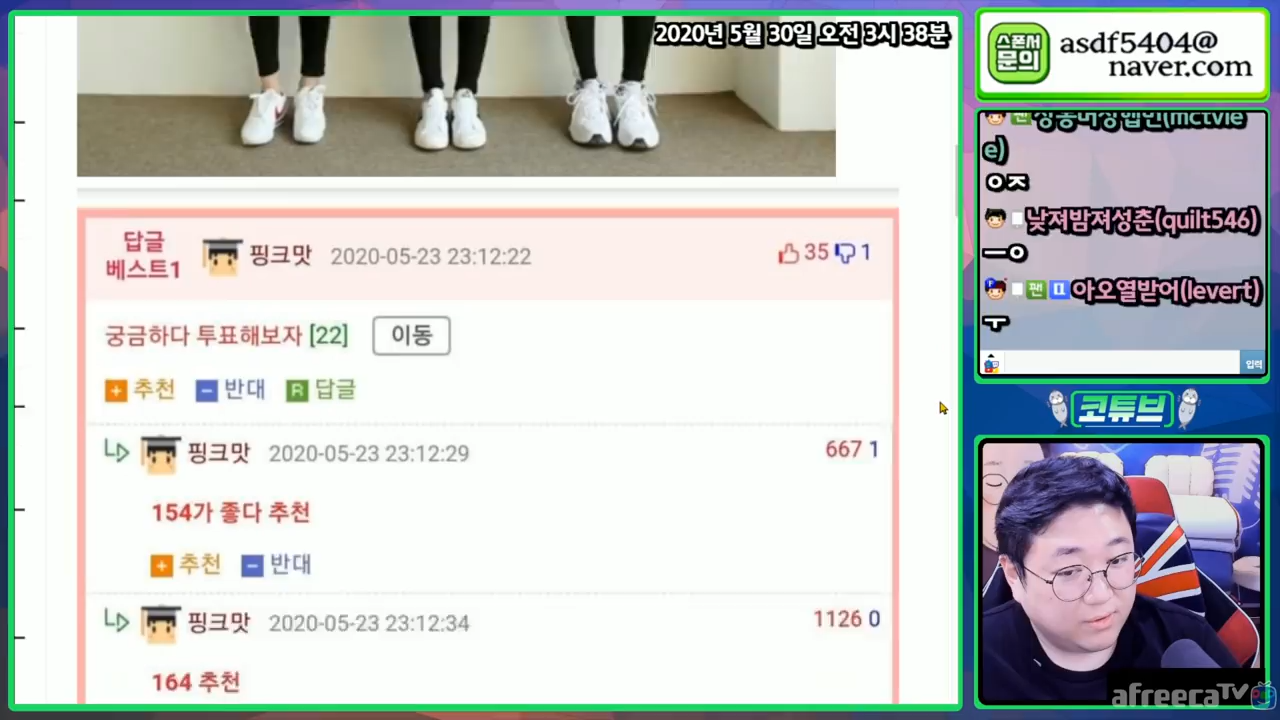 2020년 5월 30일 오전 3시 38분
스폰서
문의
asdf5404@
naver.com
e)
ㅇㅈ
낮져밤져성춘(quilt546)
ㅡㅇ
팬 아오열받어(levert)
ㅜ
입력
코튜브
답글
베스트1
핑크맛 2020-05-23 23:12:22
35 1
궁금하다 투표해보자 [22] 이동
+ 추천 - 반대 R 답글
핑크맛 2020-05-23 23:12:29
667 1
154가 좋다 추천
+ 추천 - 반대
핑크맛 2020-05-23 23:12:34
1126 0
164 추천
afreecaTV